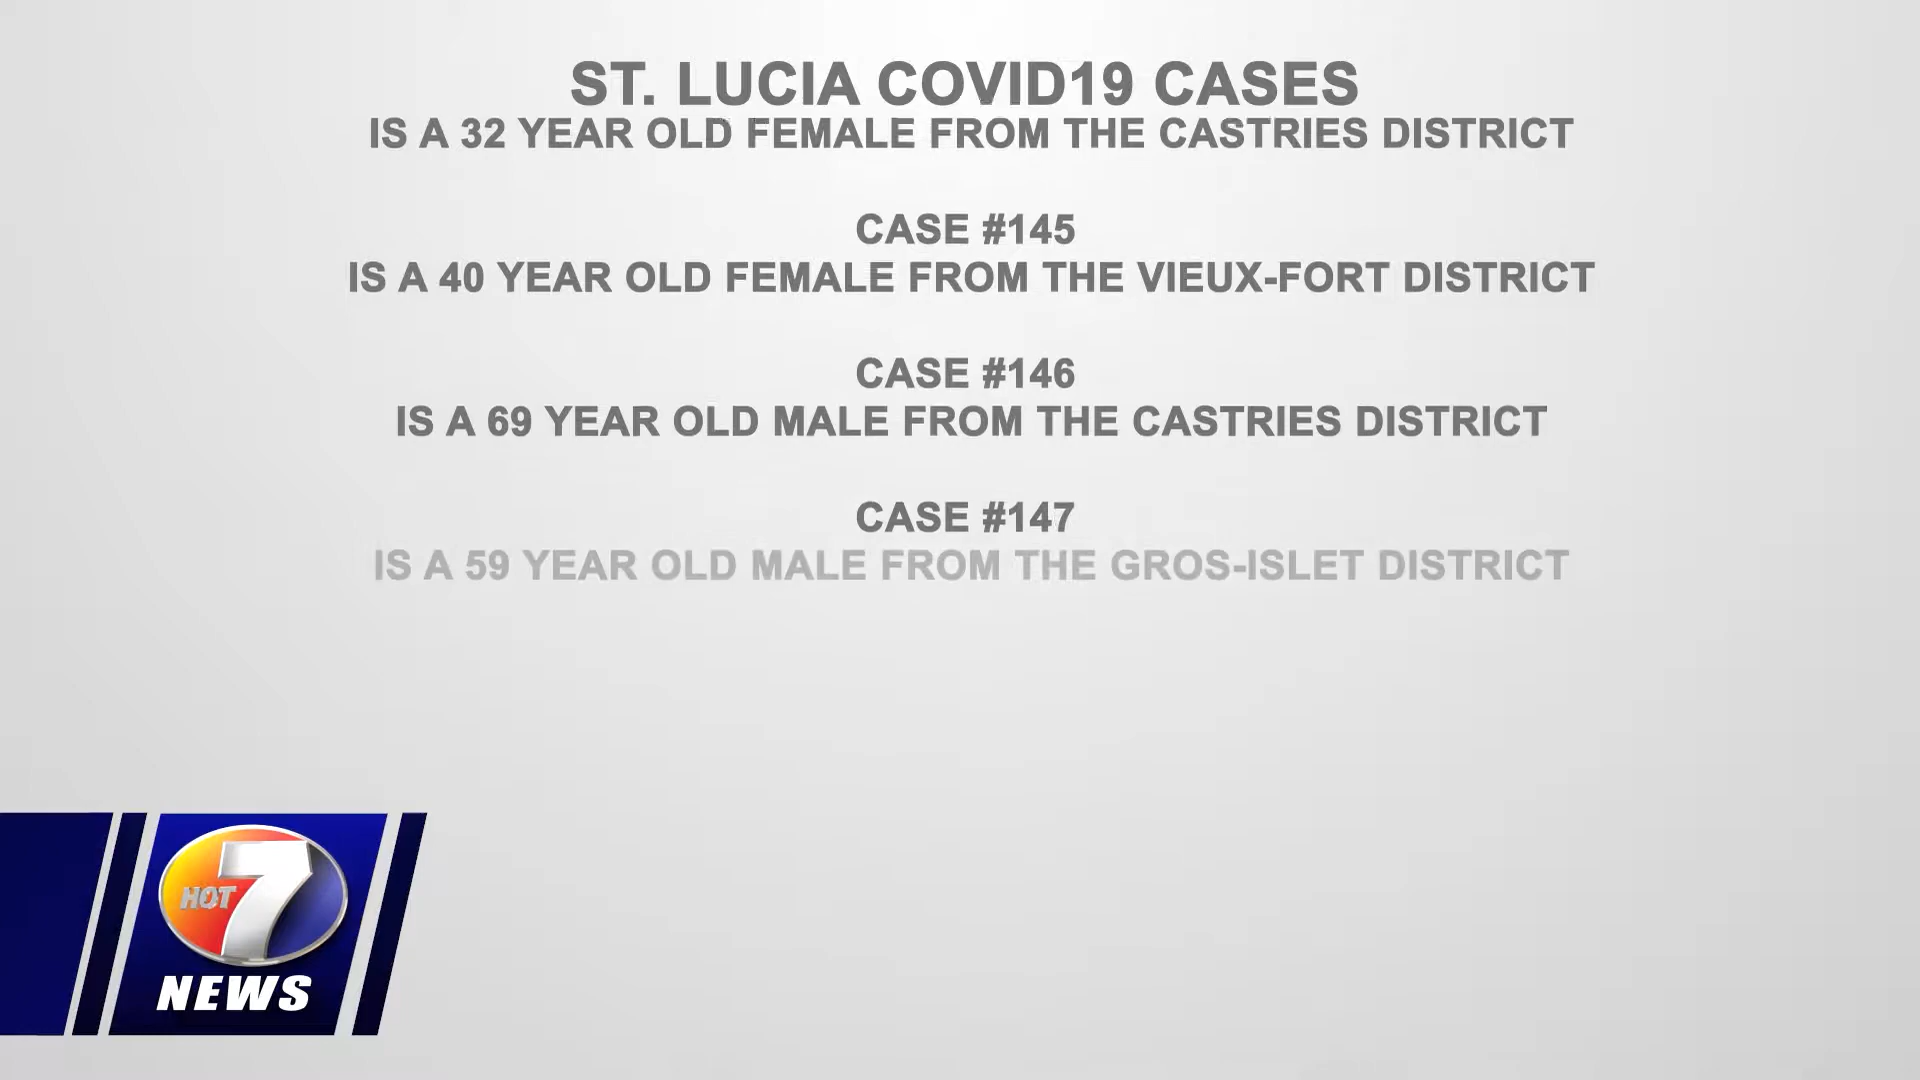 ST. LUCIA COVID19 CASES
IS A 32 YEAR OLD FEMALE FROM THE CASTRIES DISTRICT
CASE #145
IS A 40 YEAR OLD FEMALE FROM THE VIEUX-FORT DISTRICT
CASE #146
IS A 69 YEAR OLD MALE FROM THE CASTRIES DISTRICT
CASE #147
IS A 59 YEAR OLD MALE FROM THE GROS-ISLET DISTRICT
HOT 7
NEWS